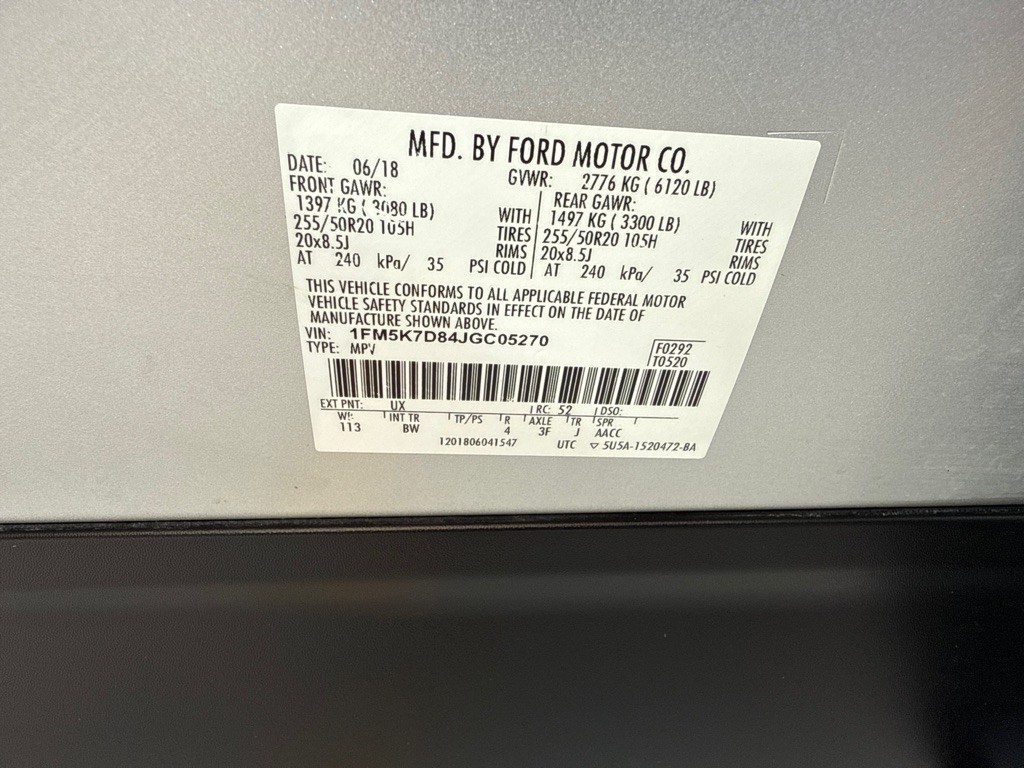 MFD. BY FORD MOTOR CO.
DATE: 06/18 GVWR: 2776 KG ( 6120 LB)
FRONT GAWR: REAR GAWR:
1397 KG ( 3080 LB) WITH 1497 KG ( 3300 LB) WITH
255/50R20 105H TIRES 255/50R20 105H TIRES
20x8.5J RIMS 20x8.5J RIMS
AT 240 kPa/ 35 PSI COLD AT 240 kPa/ 35 PSI COLD
THIS VEHICLE CONFORMS TO ALL APPLICABLE FEDERAL MOTOR
VEHICLE SAFETY STANDARDS IN EFFECT ON THE DATE OF
MANUFACTURE SHOWN ABOVE.
VIN: 1FM5K7D84JGC05270
TYPE: MPV
F0292
T0520
EXT PNT: UX RC: 52 DSO:
WB INT TR TP/PS R AXLE TR SPR
113 BW 4 3F J AACC
1201806041547 UTC ▽ 5U5A-1520472-BA